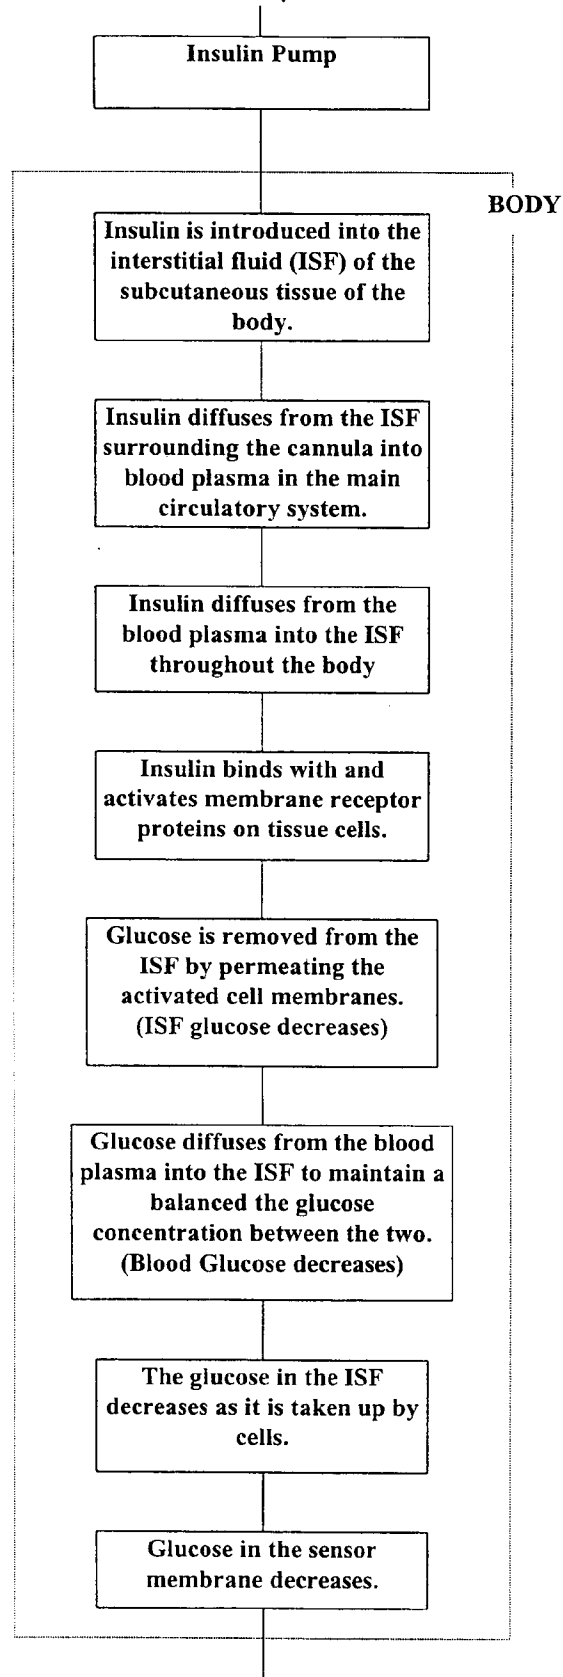 Insulin Pump
BODY
Insulin is introduced into the
interstitial fluid (ISF) of the
subcutaneous tissue of the
body.
Insulin diffuses from the ISF
surrounding the cannula into
blood plasma in the main
circulatory system.
Insulin diffuses from the
blood plasma into the ISF
throughout the body
Insulin binds with and
activates membrane receptor
proteins on tissue cells.
Glucose is removed from the
ISF by permeating the
activated cell membranes.
(ISF glucose decreases)
Glucose diffuses from the blood
plasma into the ISF to maintain a
balanced the glucose
concentration between the two.
(Blood Glucose decreases)
The glucose in the ISF
decreases as it is taken up by
cells.
Glucose in the sensor
membrane decreases.